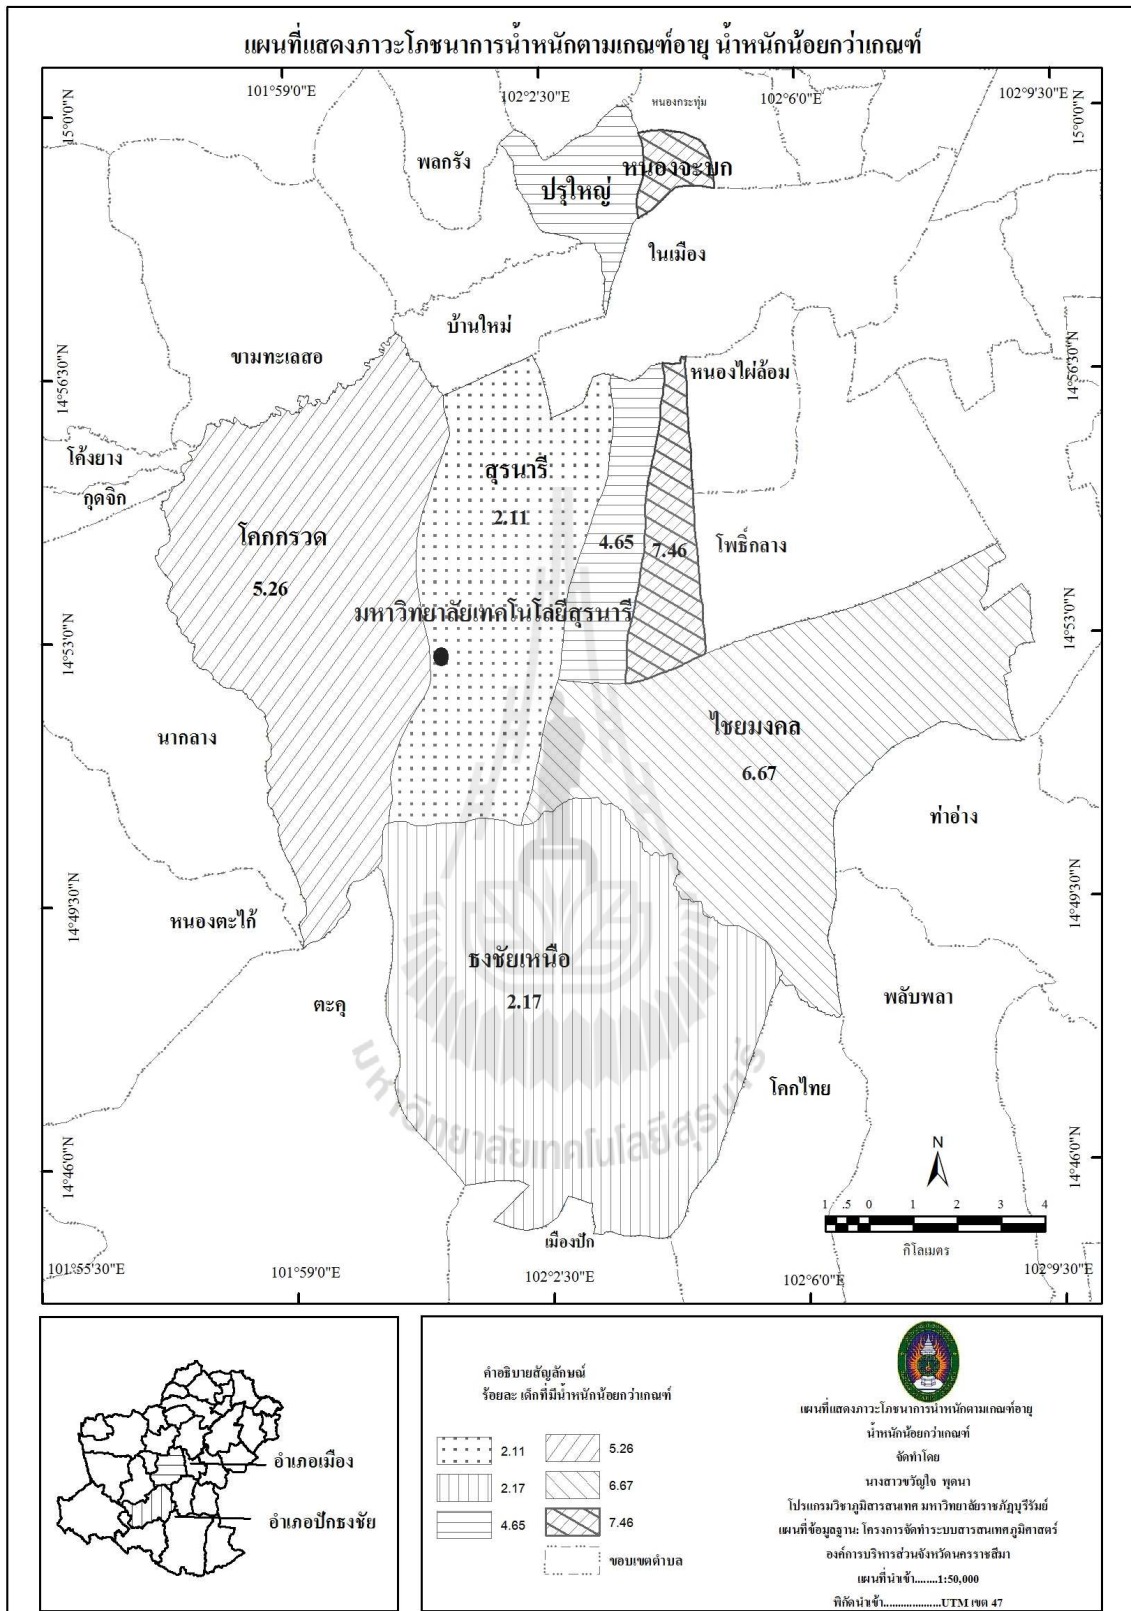 แผนที่แสดงภาวะโภชนาการน้ำหนักตามเกณฑ์อายุ น้ำหนักน้อยกว่าเกณฑ์
101°59'0"E
102°2'30"E
102°6'0"E
102°9'30"E
15°0'0"N
15°0'0"N
หนองกระทุ่ม
พลกรัง
หนองจะบก
ปรุใหญ่
ในเมือง
บ้านใหม่
ขามทะเลสอ
หนองไผ่ล้อม
14°56'30"N
14°56'30"N
โค้งยาง
กุดจิก
สุรนารี
2.11
โคกกรวด
5.26
4.65
7.46
โพธิ์กลาง
มหาวิทยาลัยเทคโนโลยีสุรนารี
14°53'0"N
14°53'0"N
นากลาง
ไชยมงคล
6.67
ท่าอ่าง
14°49'30"N
14°49'30"N
หนองตะไก้
ธงชัยเหนือ
2.17
ตะคุ
พลับพลา
โคกไทย
มหาวิทยาลัยเทคโนโลยีสุรนารี
14°46'0"N
14°46'0"N
N
1 .5 0 1 2 3 4
กิโลเมตร
เมืองปัก
101°55'30"E
101°59'0"E
102°2'30"E
102°6'0"E
102°9'30"E
อำเภอเมือง
อำเภอปักธงชัย
คำอธิบายสัญลักษณ์
ร้อยละ เด็กที่มีน้ำหนักน้อยกว่าเกณฑ์
2.11
5.26
2.17
6.67
4.65
7.46
ขอบเขตตำบล
แผนที่แสดงภาวะโภชนาการน้ำหนักตามเกณฑ์อายุ
น้ำหนักน้อยกว่าเกณฑ์
จัดทำโดย
นางสาวขวัญใจ พุดนา
โปรแกรมวิชาภูมิสารสนเทศ มหาวิทยาลัยราชภัฏบุรีรัมย์
แผนที่ข้อมูลฐาน: โครงการจัดทำระบบสารสนเทศภูมิศาสตร์
องค์การบริหารส่วนจังหวัดนครราชสีมา
แผนที่นำเข้า........1:50,000
พิกัดนำเข้า...................UTM เขต 47